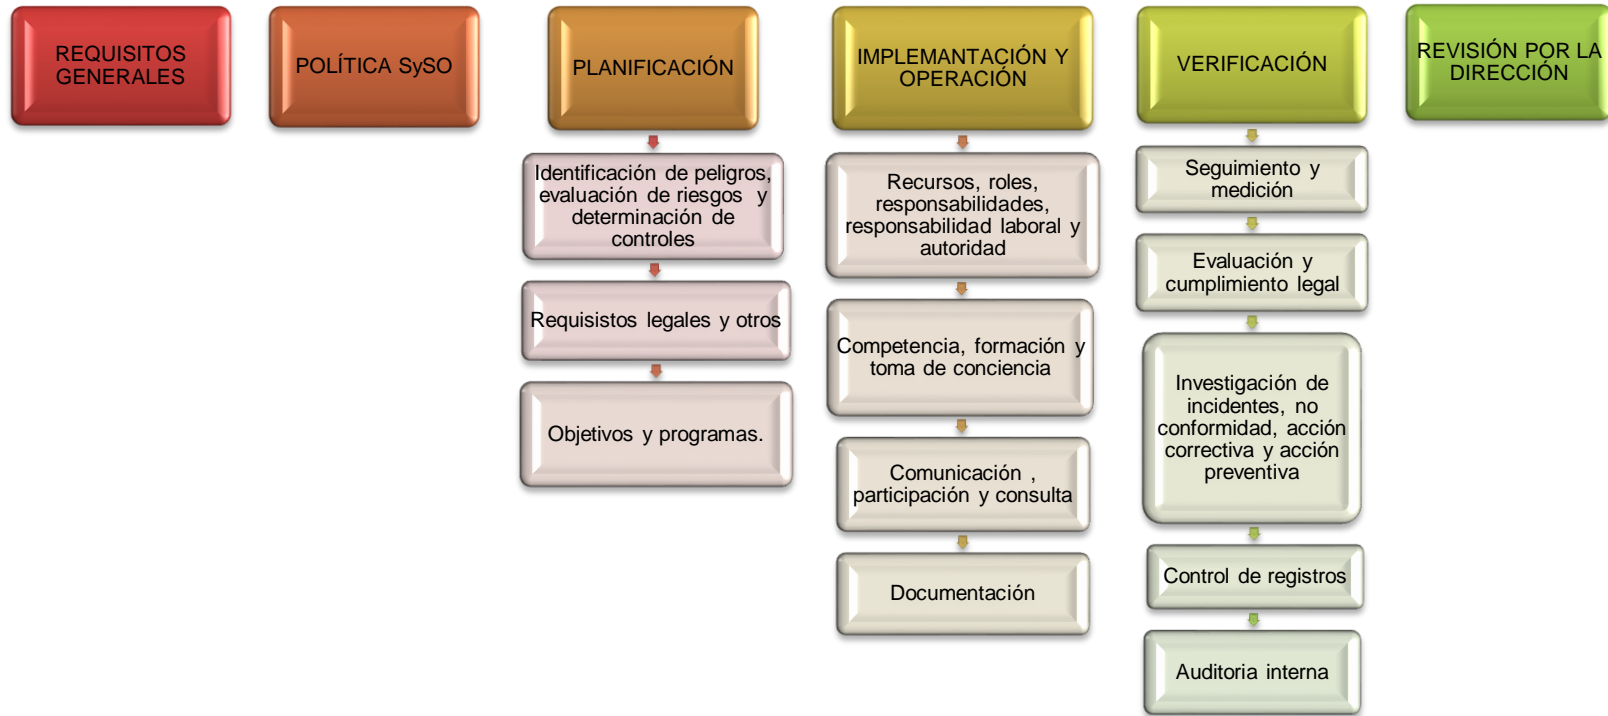 REQUISITOS
GENERALES
POLÍTICA SySO
PLANIFICACIÓN
Identificación de peligros,
evaluación de riesgos y
determinación de
controles
Requisistos legales y otros
Objetivos y programas.
IMPLEMANTACIÓN Y
OPERACIÓN
Recursos, roles,
responsabilidades,
responsabilidad laboral y
autoridad
Competencia, formación y
toma de conciencia
Comunicación ,
participación y consulta
Documentación
VERIFICACIÓN
Seguimiento y
medición
Evaluación y
cumplimiento legal
Investigación de
incidentes, no
conformidad, acción
correctiva y acción
preventiva
Control de registros
Auditoria interna
REVISIÓN POR LA
DIRECCIÓN